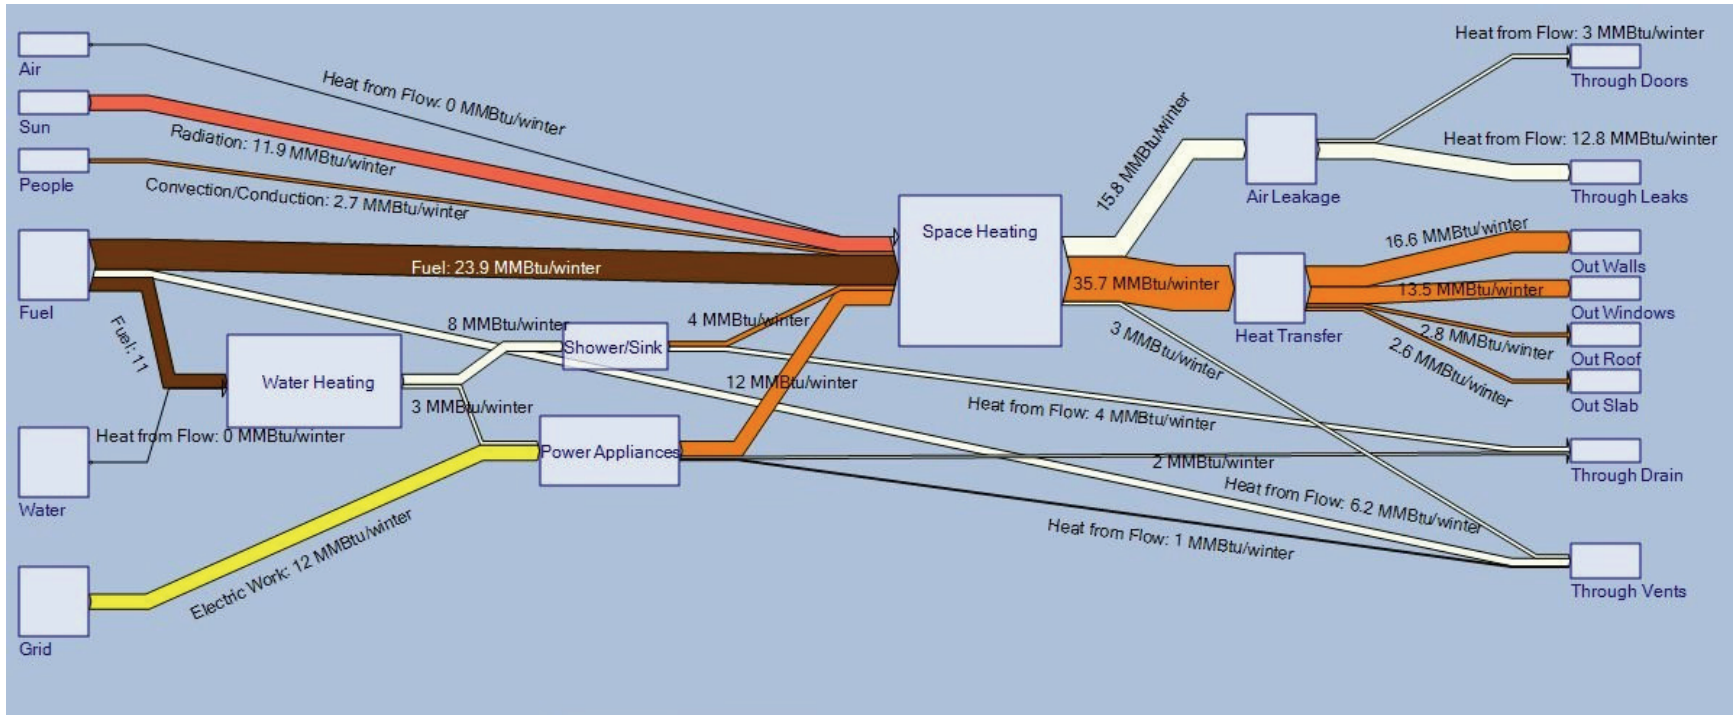 Air
Sun
People
Fuel
Water
Grid
Heat from Flow: 0 MMBtu/winter
Radiation: 11.9 MMBtu/winter
Convection/Conduction: 2.7 MMBtu/winter
Fuel: 23.9 MMBtu/winter
Fuel: 11
Heat from Flow: 0 MMBtu/winter
Electric Work: 12 MMBtu/winter
Water Heating
8 MMBtu/winter
3 MMBtu/winter
Shower/Sink
Power Appliances
4 MMBtu/winter
12 MMBtu/winter
Space Heating
15.8 MMBtu/winter
35.7 MMBtu/winter
3 MMBtu/winter
Heat from Flow: 4 MMBtu/winter
2 MMBtu/winter
Heat from Flow: 6.2 MMBtu/winter
Heat from Flow: 1 MMBtu/winter
Air Leakage
Heat Transfer
Heat from Flow: 3 MMBtu/winter
Through Doors
Heat from Flow: 12.8 MMBtu/winter
Through Leaks
16.6 MMBtu/winter
Out Walls
13.5 MMBtu/winter
Out Windows
2.8 MMBtu/winter
Out Roof
2.6 MMBtu/winter
Out Slab
Through Drain
Through Vents